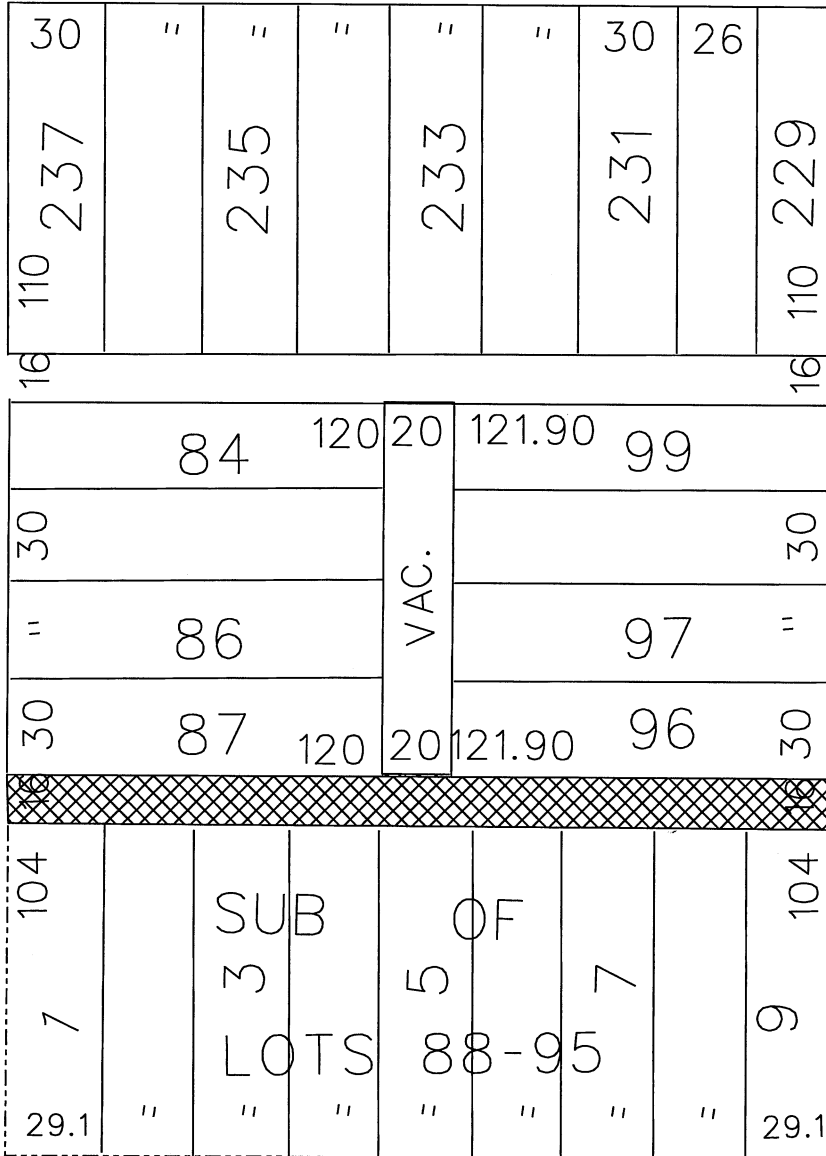 30 " " " " " 30 26
237 235 233 231 229
110 110
16 16
84 120 20 121.90 99
30 30
VAC.
" 86 97 "
30 87 120 20 121.90 96 30
16 16
104 104
SUB OF
3 5 7
1 9
LOTS 88-95
29.1 " " " " " " " 29.1